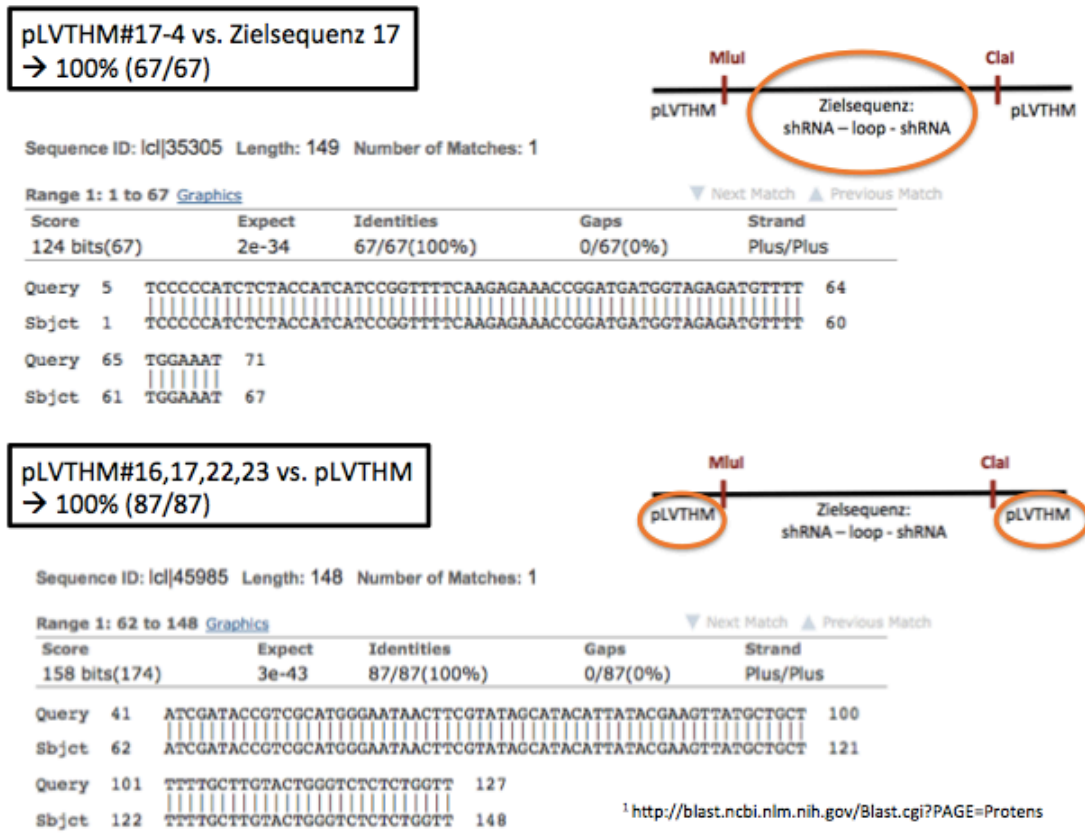 pLVTHM#17-4 vs. Zielsequenz 17
→ 100% (67/67)
MluI ClaI
pLVTHM Zielsequenz: pLVTHM
shRNA – loop - shRNA
Sequence ID: lcl|35305 Length: 149 Number of Matches: 1
Range 1: 1 to 67 Graphics Next Match Previous Match
Score Expect Identities Gaps Strand
124 bits(67) 2e-34 67/67(100%) 0/67(0%) Plus/Plus
Query 5 TCCCCCATCTCTACCATCATCCGGTTTTCAAGAGAAACCGGATGATGGTAGAGATGTTTT 64
Sbjct 1 TCCCCCATCTCTACCATCATCCGGTTTTCAAGAGAAACCGGATGATGGTAGAGATGTTTT 60
Query 65 TGGAAAT 71
Sbjct 61 TGGAAAT 67
pLVTHM#16,17,22,23 vs. pLVTHM
→ 100% (87/87)
MluI ClaI
pLVTHM Zielsequenz: pLVTHM
shRNA – loop - shRNA
Sequence ID: lcl|45985 Length: 148 Number of Matches: 1
Range 1: 62 to 148 Graphics Next Match Previous Match
Score Expect Identities Gaps Strand
158 bits(174) 3e-43 87/87(100%) 0/87(0%) Plus/Plus
Query 41 ATCGATACCGTCGCATGGGAATAACTTCGTATAGCATACATTATACGAAGTTATGCTGCT 100
Sbjct 62 ATCGATACCGTCGCATGGGAATAACTTCGTATAGCATACATTATACGAAGTTATGCTGCT 121
Query 101 TTTTGCTTGTACTGGGTCTCTCTGGTT 127
Sbjct 122 TTTTGCTTGTACTGGGTCTCTCTGGTT 148
1 http://blast.ncbi.nlm.nih.gov/Blast.cgi?PAGE=Protens